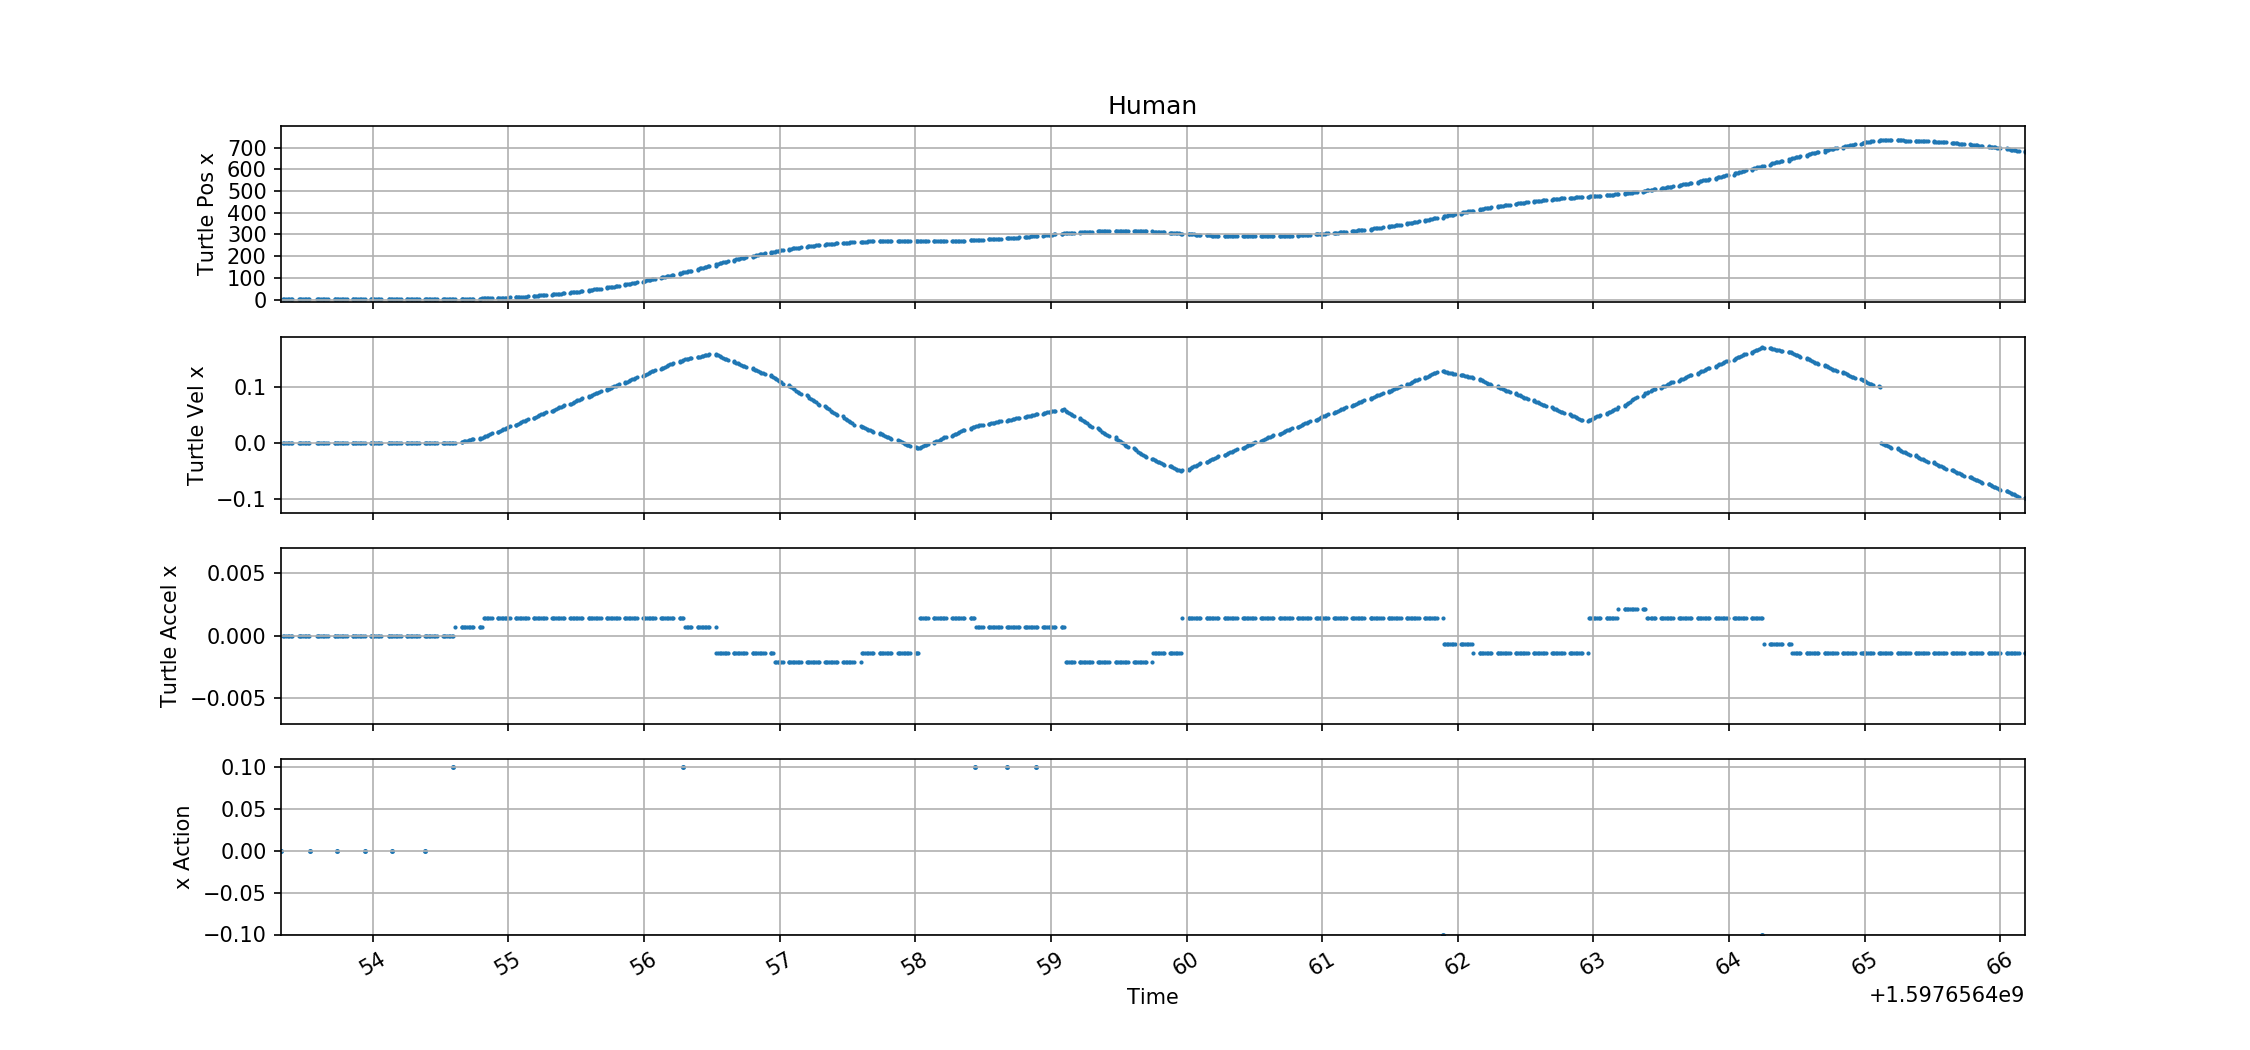 Human
Turtle Pos x
700
600
500
400
300
200
100
0
Turtle Vel x
0.1
0.0
−0.1
Turtle Accel x
0.005
0.000
−0.005
x Action
0.10
0.05
0.00
−0.05
−0.10
54 55 56 57 58 59 60 61 62 63 64 65 66
Time
+1.5976564e9